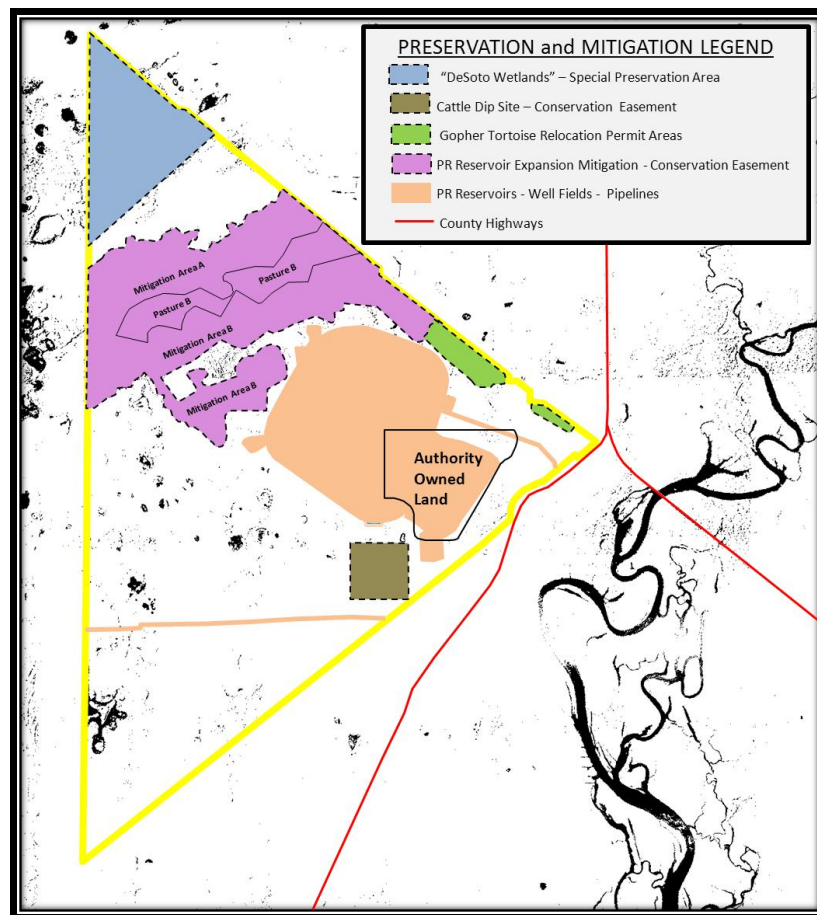 PRESERVATION and MITIGATION LEGEND
“DeSoto Wetlands” – Special Preservation Area
Cattle Dip Site – Conservation Easement
Gopher Tortoise Relocation Permit Areas
PR Reservoir Expansion Mitigation - Conservation Easement
PR Reservoirs - Well Fields - Pipelines
County Highways
Mitigation Area A
Pasture B
Pasture B
Mitigation Area B
Mitigation Area B
Authority
Owned
Land